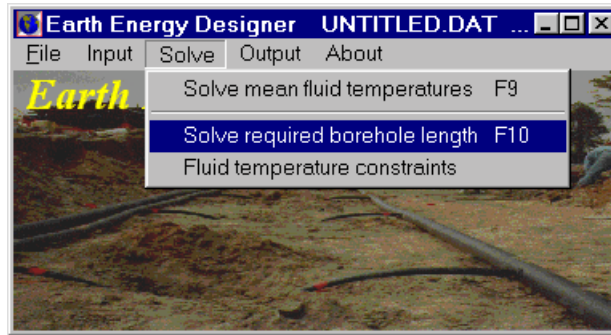 Earth Energy Designer UNTITLED.DAT ...
File Input Solve Output About
Earth
Solve mean fluid temperatures F9
Solve required borehole length F10
Fluid temperature constraints